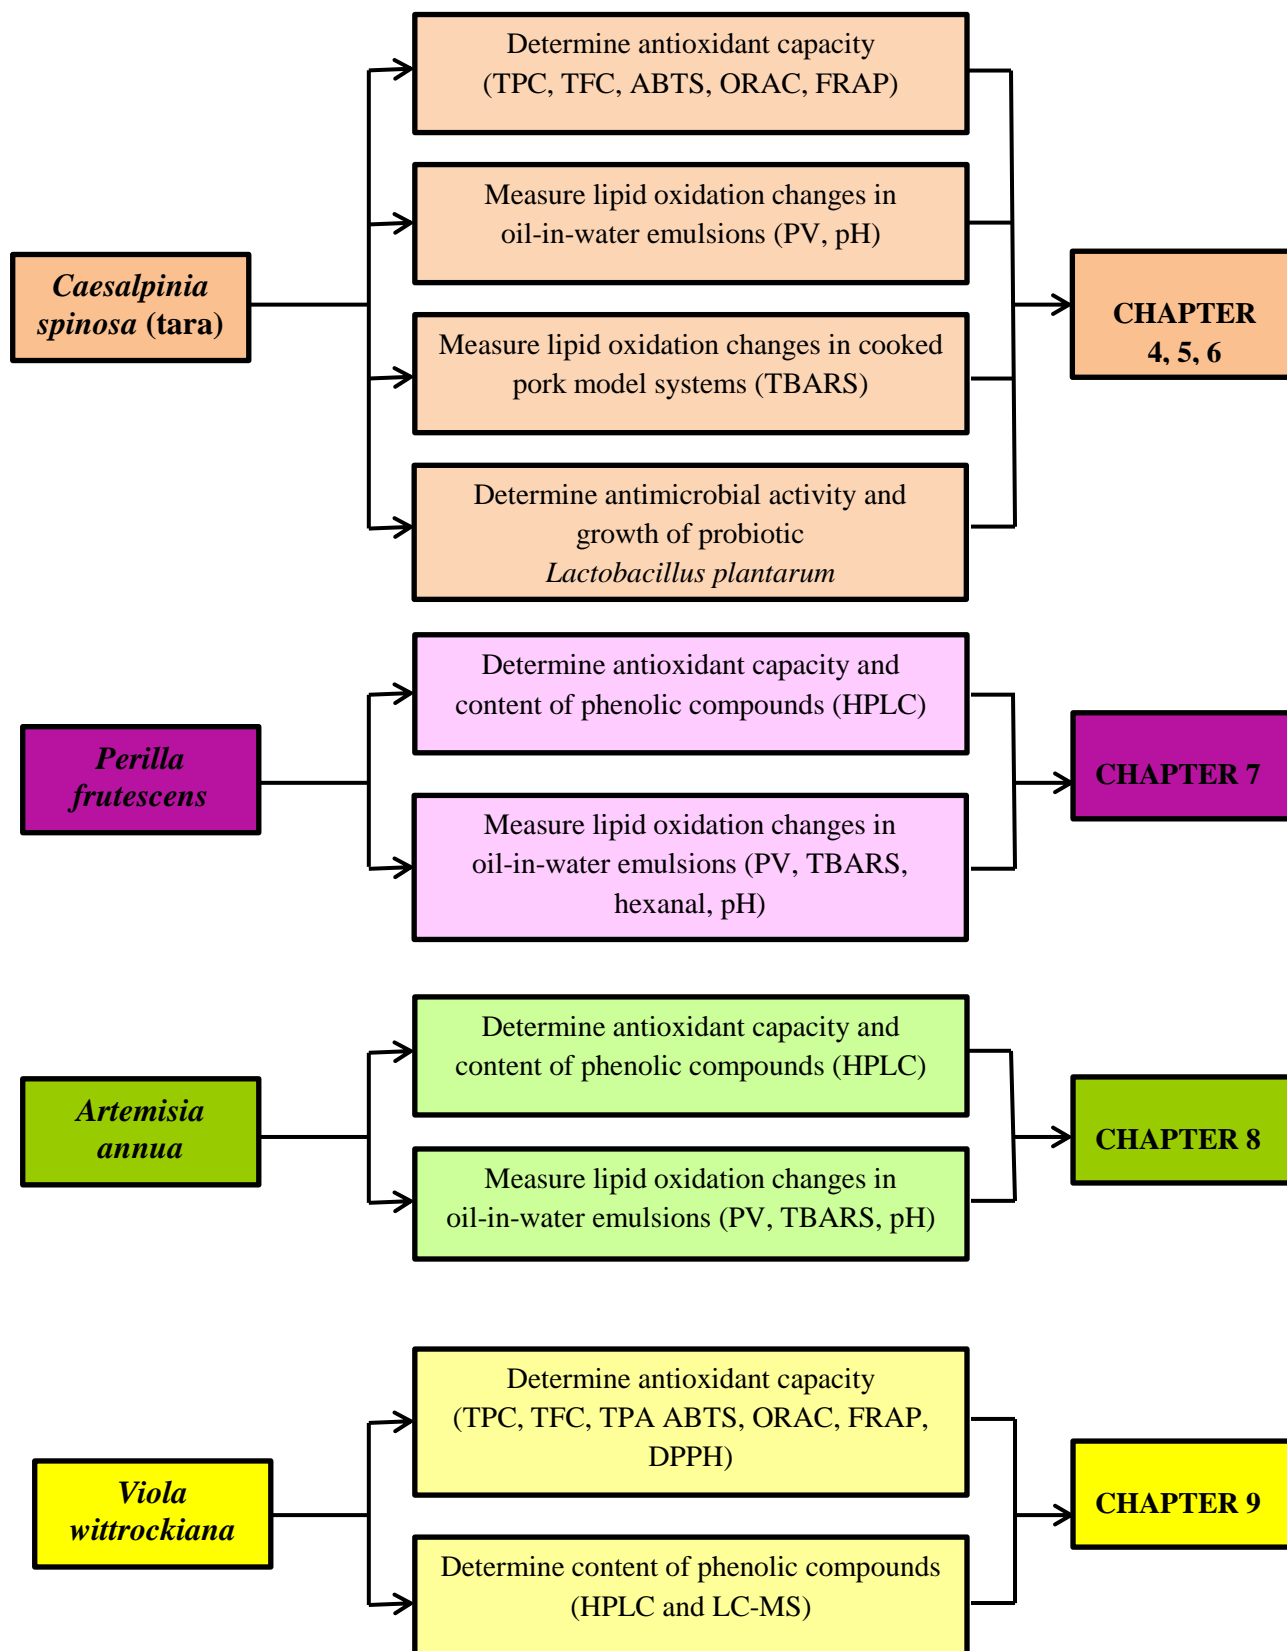 Determine antioxidant capacity
(TPC, TFC, ABTS, ORAC, FRAP)
Measure lipid oxidation changes in
oil-in-water emulsions (PV, pH)
Caesalpinia
spinosa (tara)
Measure lipid oxidation changes in cooked
pork model systems (TBARS)
Determine antimicrobial activity and
growth of probiotic
Lactobacillus plantarum
CHAPTER
4, 5, 6
Determine antioxidant capacity and
content of phenolic compounds (HPLC)
Perilla
frutescens
Measure lipid oxidation changes in
oil-in-water emulsions (PV, TBARS,
hexanal, pH)
CHAPTER 7
Determine antioxidant capacity and
content of phenolic compounds (HPLC)
Artemisia
annua
Measure lipid oxidation changes in
oil-in-water emulsions (PV, TBARS, pH)
CHAPTER 8
Determine antioxidant capacity
(TPC, TFC, TPA ABTS, ORAC, FRAP,
DPPH)
Viola
wittrockiana
Determine content of phenolic compounds
(HPLC and LC-MS)
CHAPTER 9